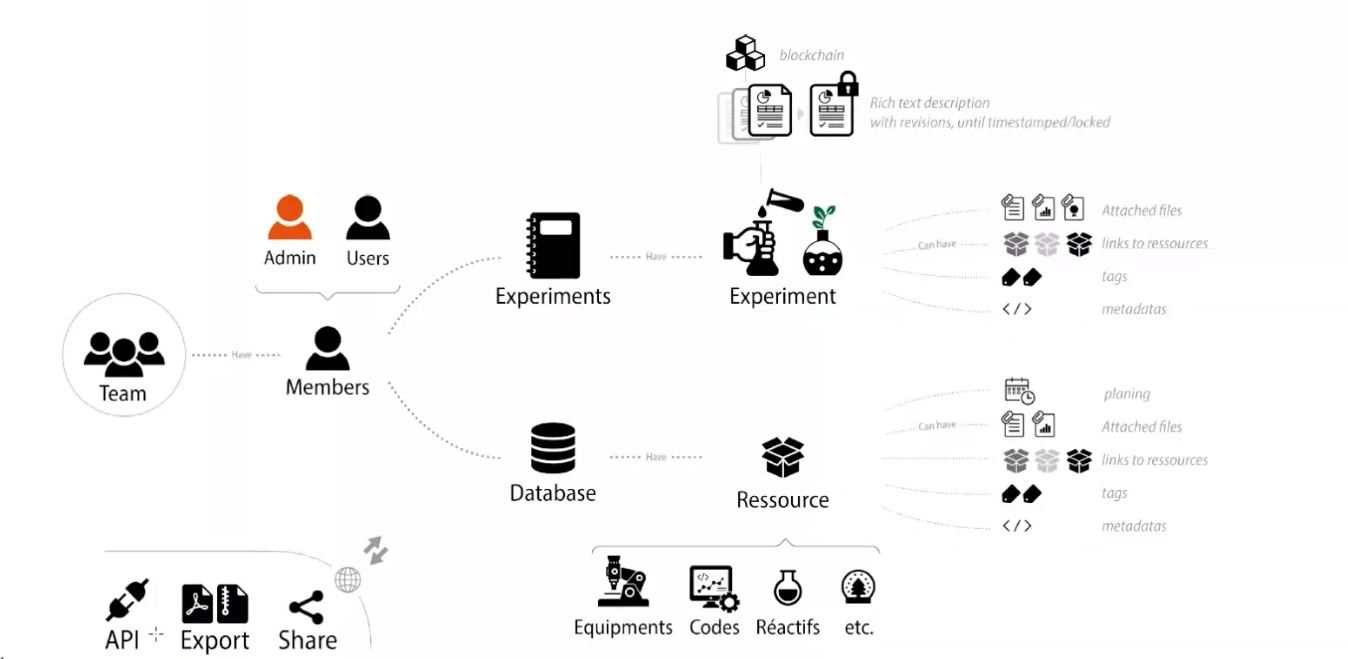 blockchain
Rich text description
with revisions, until timestamped/locked
Admin
Users
Team
Have
Members
Experiments
Have
Experiment
Can have
Attached files
links to ressources
tags
metadatas
Database
Have
Ressource
Can have
planing
Attached files
links to ressources
tags
metadatas
Equipments
Codes
Réactifs
etc.
API
Export
Share